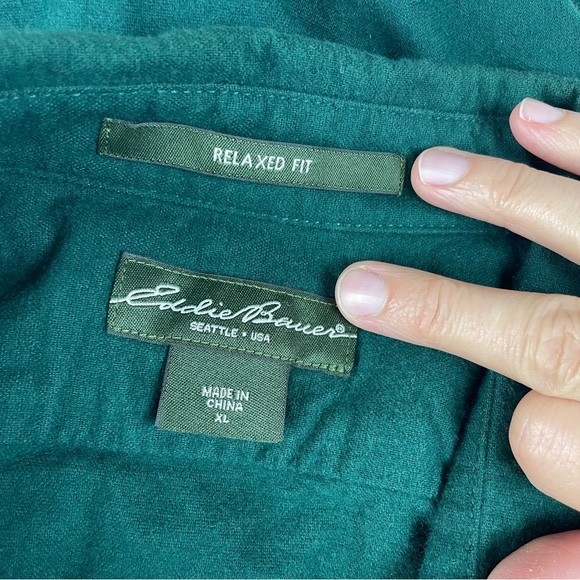 RELAXED FIT
Eddie Bauer®
SEATTLE • USA
MADE IN
CHINA
XL